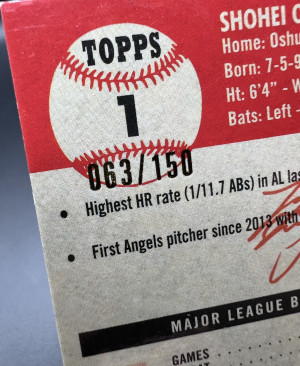 TOPPS
1
063/150
SHOHEI
Home:
Born: 7-5-9
Ht: 6'4" -
Bats: Left -
• Highest HR rate (1/11.7 ABs) in AL las
• First Angels pitcher since 2013 with
MAJOR LEAGUE B
GAMES